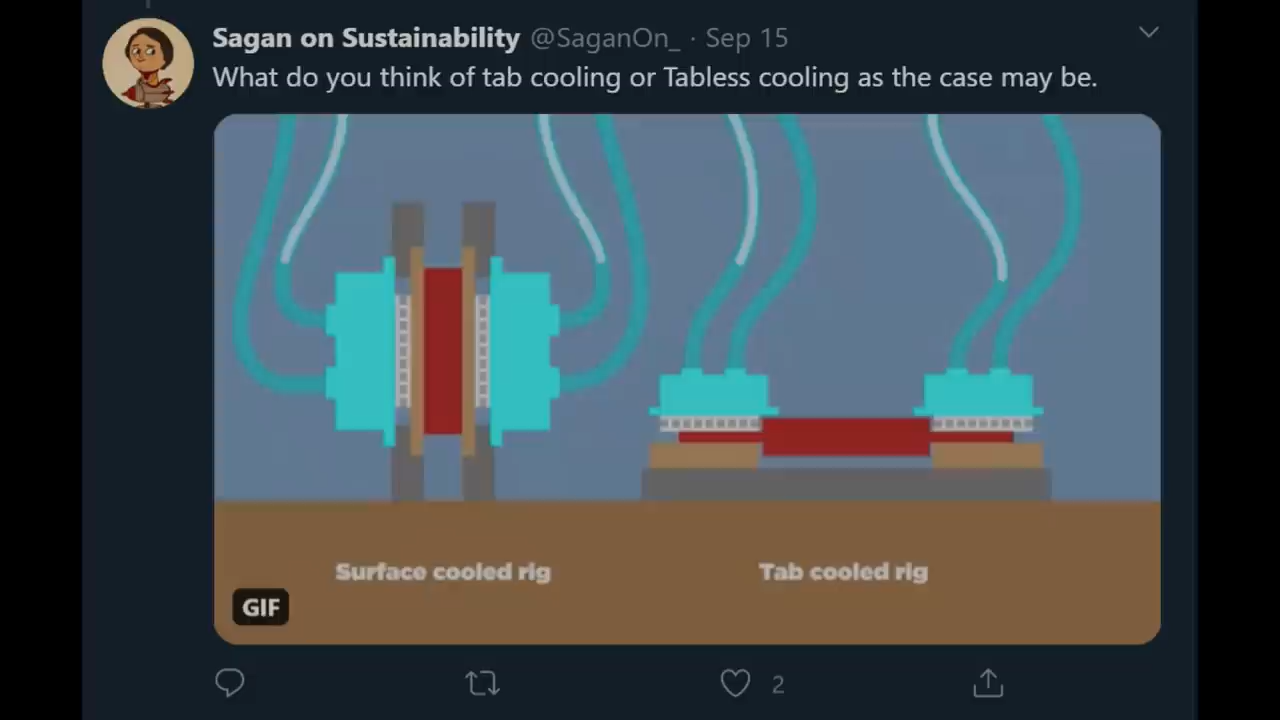 Sagan on Sustainability @SaganOn_ · Sep 15
What do you think of tab cooling or Tabless cooling as the case may be.
Surface cooled rig
Tab cooled rig
GIF
2